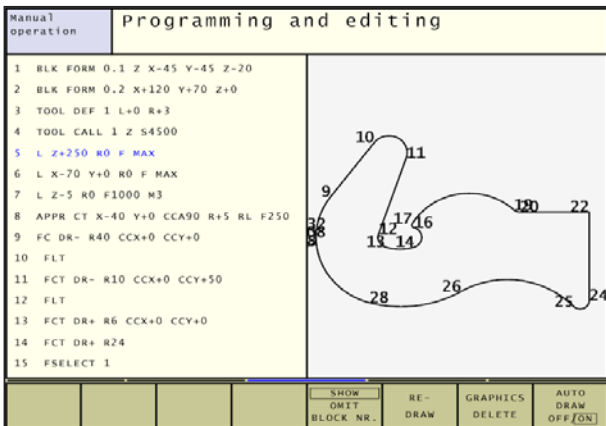 Manual
operation
Programming and editing
1 BLK FORM 0.1 Z X-45 Y-45 Z-20
2 BLK FORM 0.2 X+120 Y+70 Z+0
3 TOOL DEF 1 L+0 R+3
4 TOOL CALL 1 Z S4500
5 L Z+250 R0 F MAX
6 L X-70 Y+0 R0 F MAX
7 L Z-5 R0 F1000 M3
8 APPR CT X-40 Y+0 CCA90 R+5 RL F250
9 FC DR- R40 CCX+0 CCY+0
10 FLT
11 FCT DR- R10 CCX+0 CCY+50
12 FLT
13 FCT DR+ R6 CCX+0 CCY+0
14 FCT DR+ R24
15 FSELECT 1
10
11
9
19
20
22
17
16
12
13
14
32
8
26
28
25
24
SHOW
OMIT
BLOCK NR.
RE-
DRAW
GRAPHICS
DELETE
AUTO
DRAW
OFF/ON